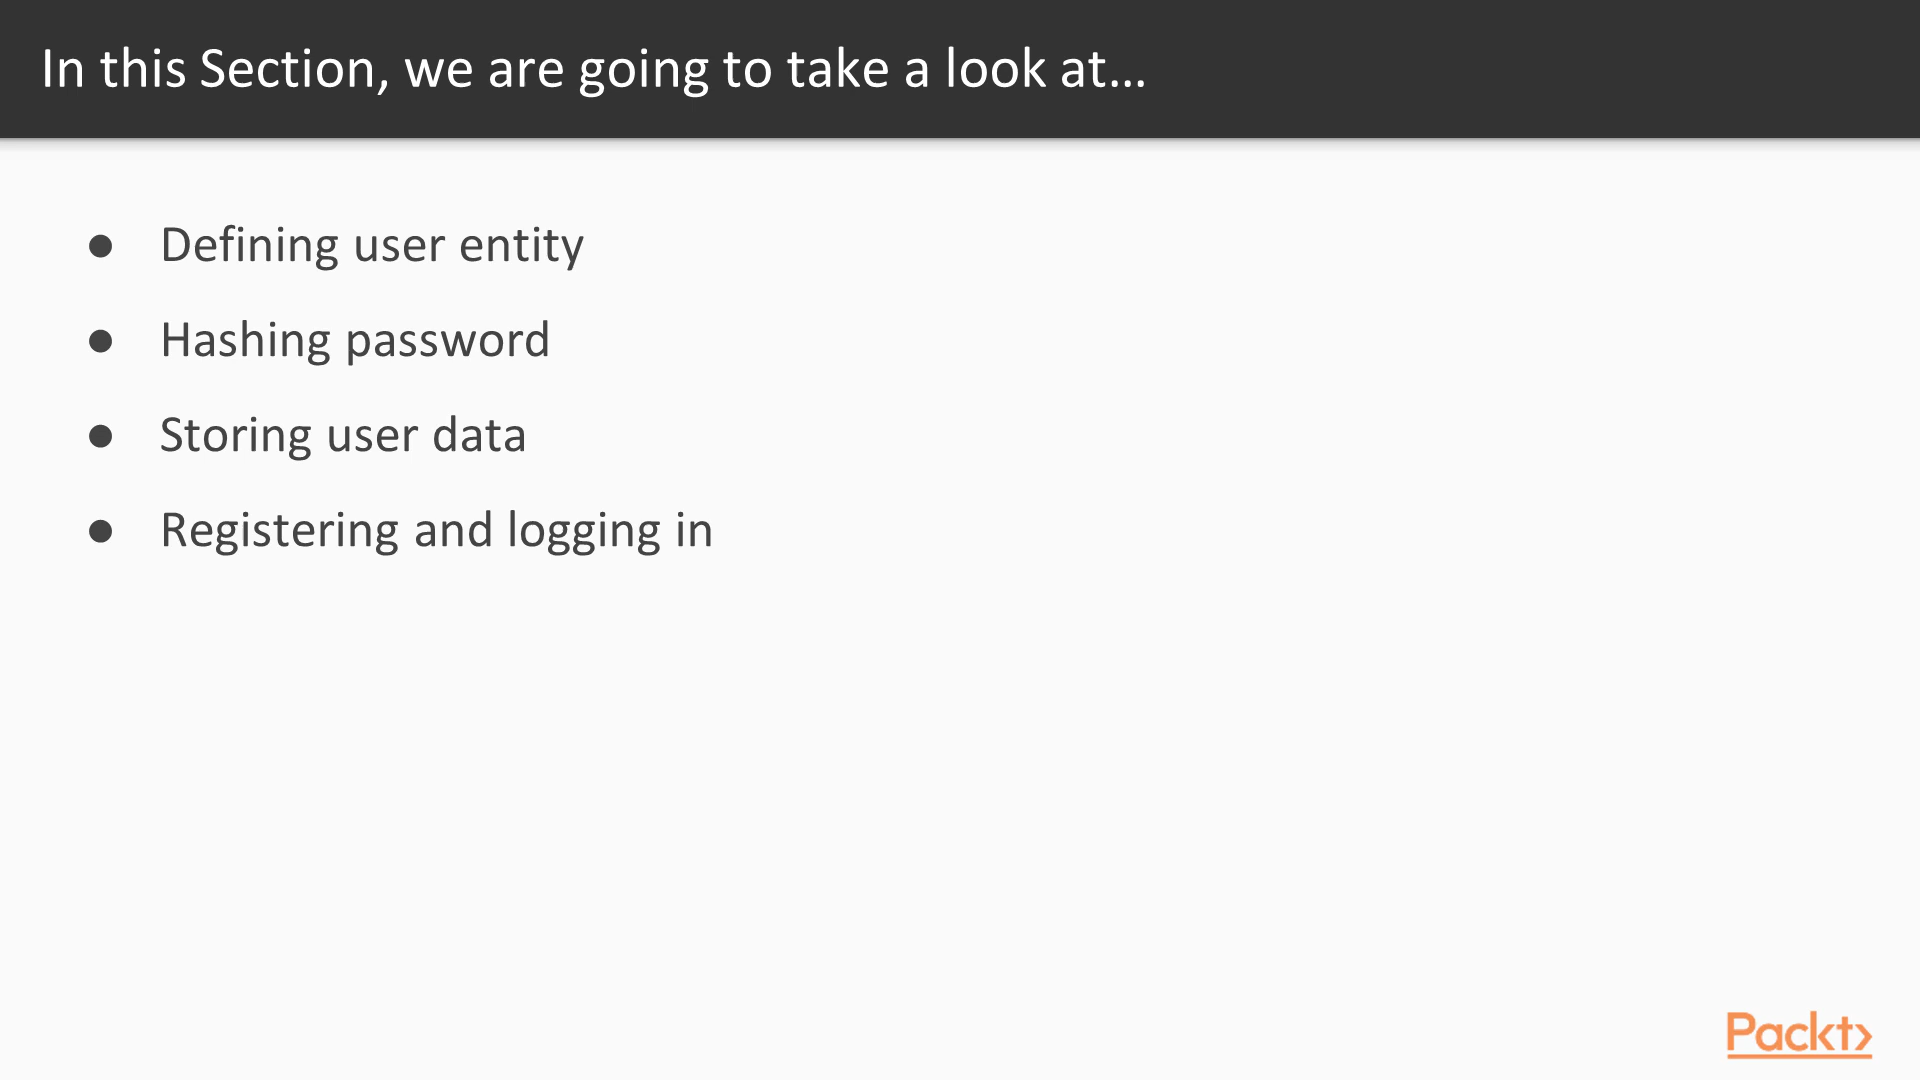 In this Section, we are going to take a look at…
● Defining user entity
● Hashing password
● Storing user data
● Registering and logging in
Packt>